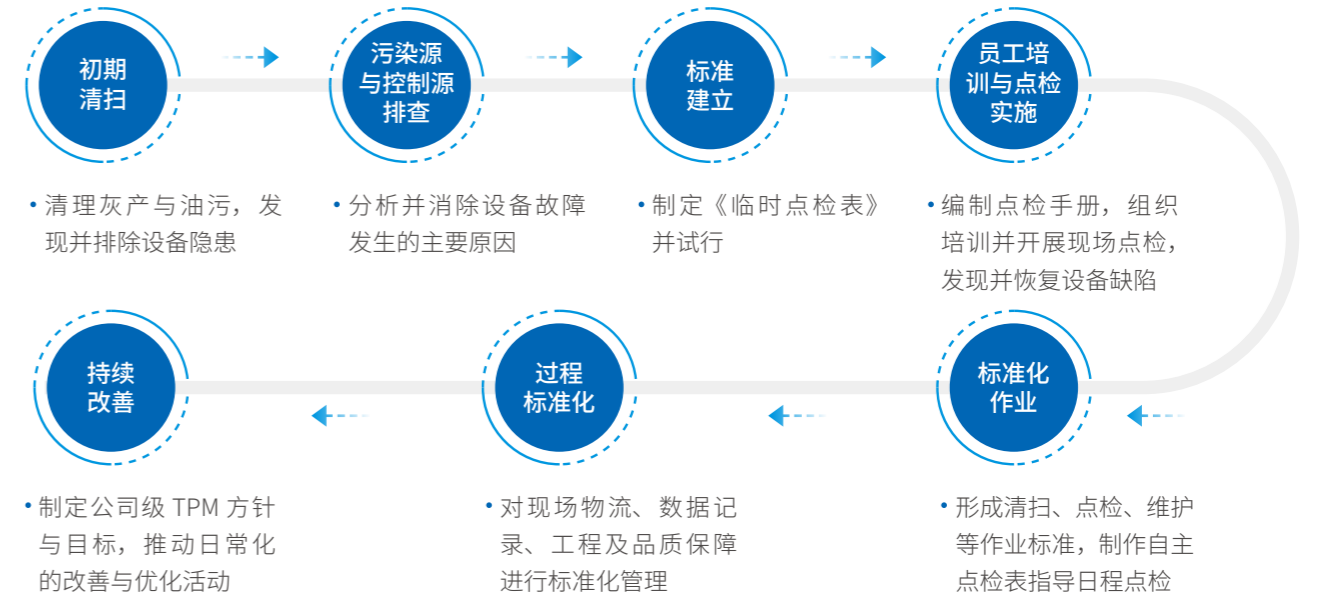 初期
清扫
污染源
与控制源
排查
标准
建立
员工培
训与点检
实施
• 清理灰产与油污，发
现并排除设备隐患
• 分析并消除设备故障
发生的主要原因
• 制定《临时点检表》
并试行
• 编制点检手册，组织
培训并开展现场点检，
发现并恢复设备缺陷
标准化
作业
过程
标准化
持续
改善
• 形成清扫、点检、维护
等作业标准，制作自主
点检表指导日程点检
• 对现场物流、数据记
录、工程及品质保障
进行标准化管理
• 制定公司级 TPM 方针
与目标，推动日常化
的改善与优化活动